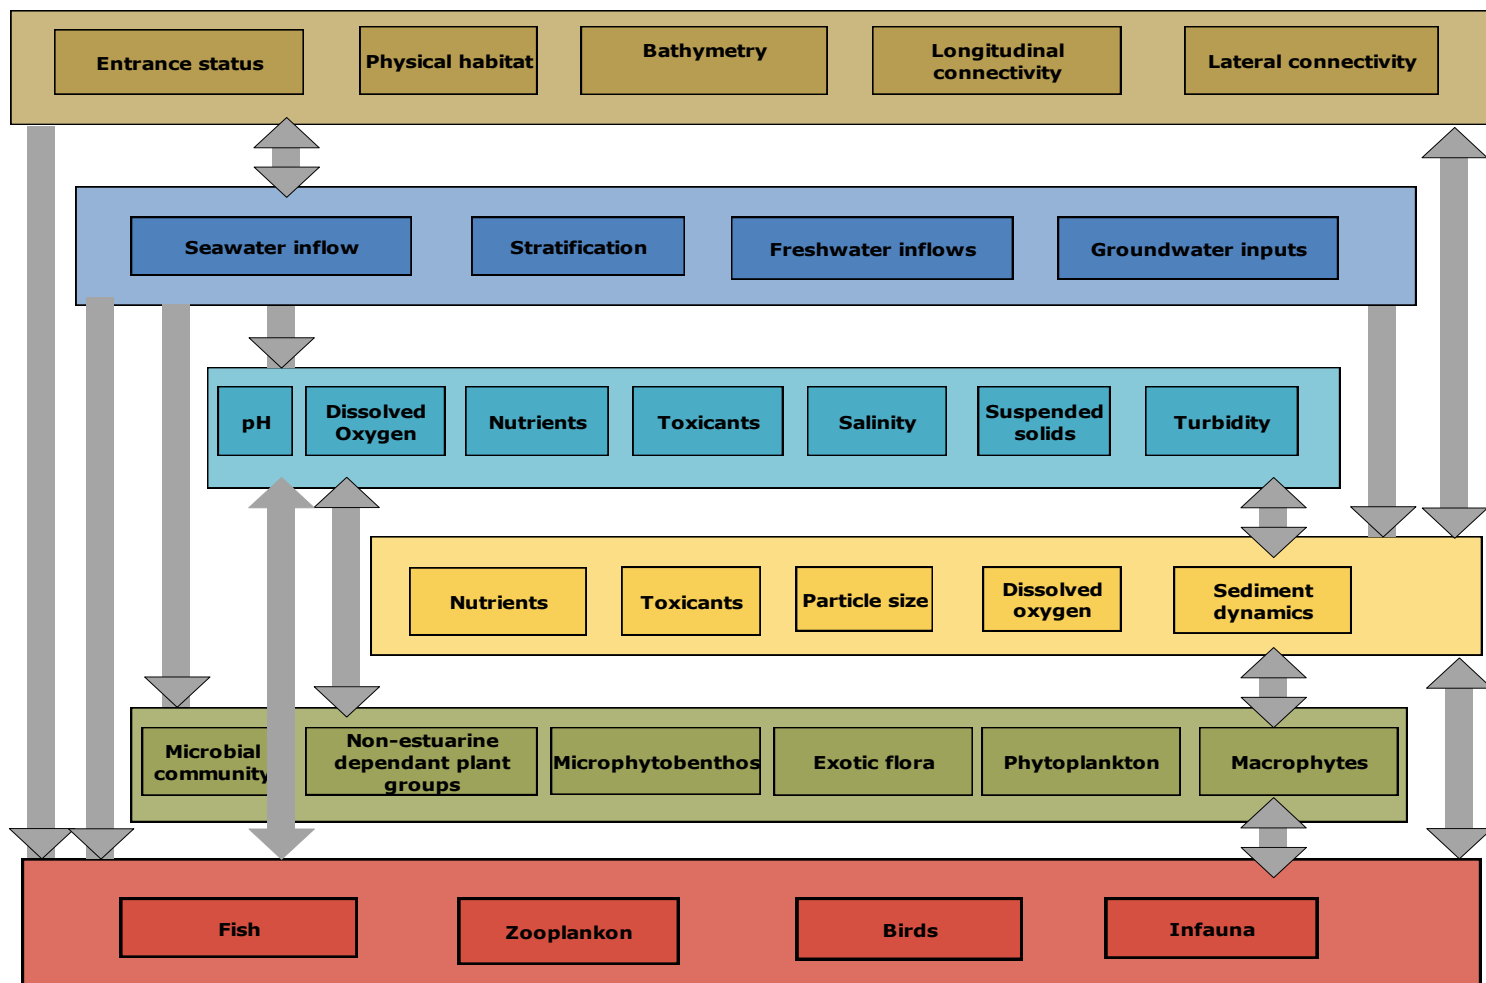 Entrance status
Physical habitat
Bathymetry
Longitudinal
connectivity
Lateral connectivity
Seawater inflow
Stratification
Freshwater inflows
Groundwater inputs
pH
Dissolved
Oxygen
Nutrients
Toxicants
Salinity
Suspended
solids
Turbidity
Nutrients
Toxicants
Particle size
Dissolved
oxygen
Sediment
dynamics
Microbial
community
Non-estuarine
dependant plant
groups
Microphytobenthos
Exotic flora
Phytoplankton
Macrophytes
Fish
Zooplankon
Birds
Infauna